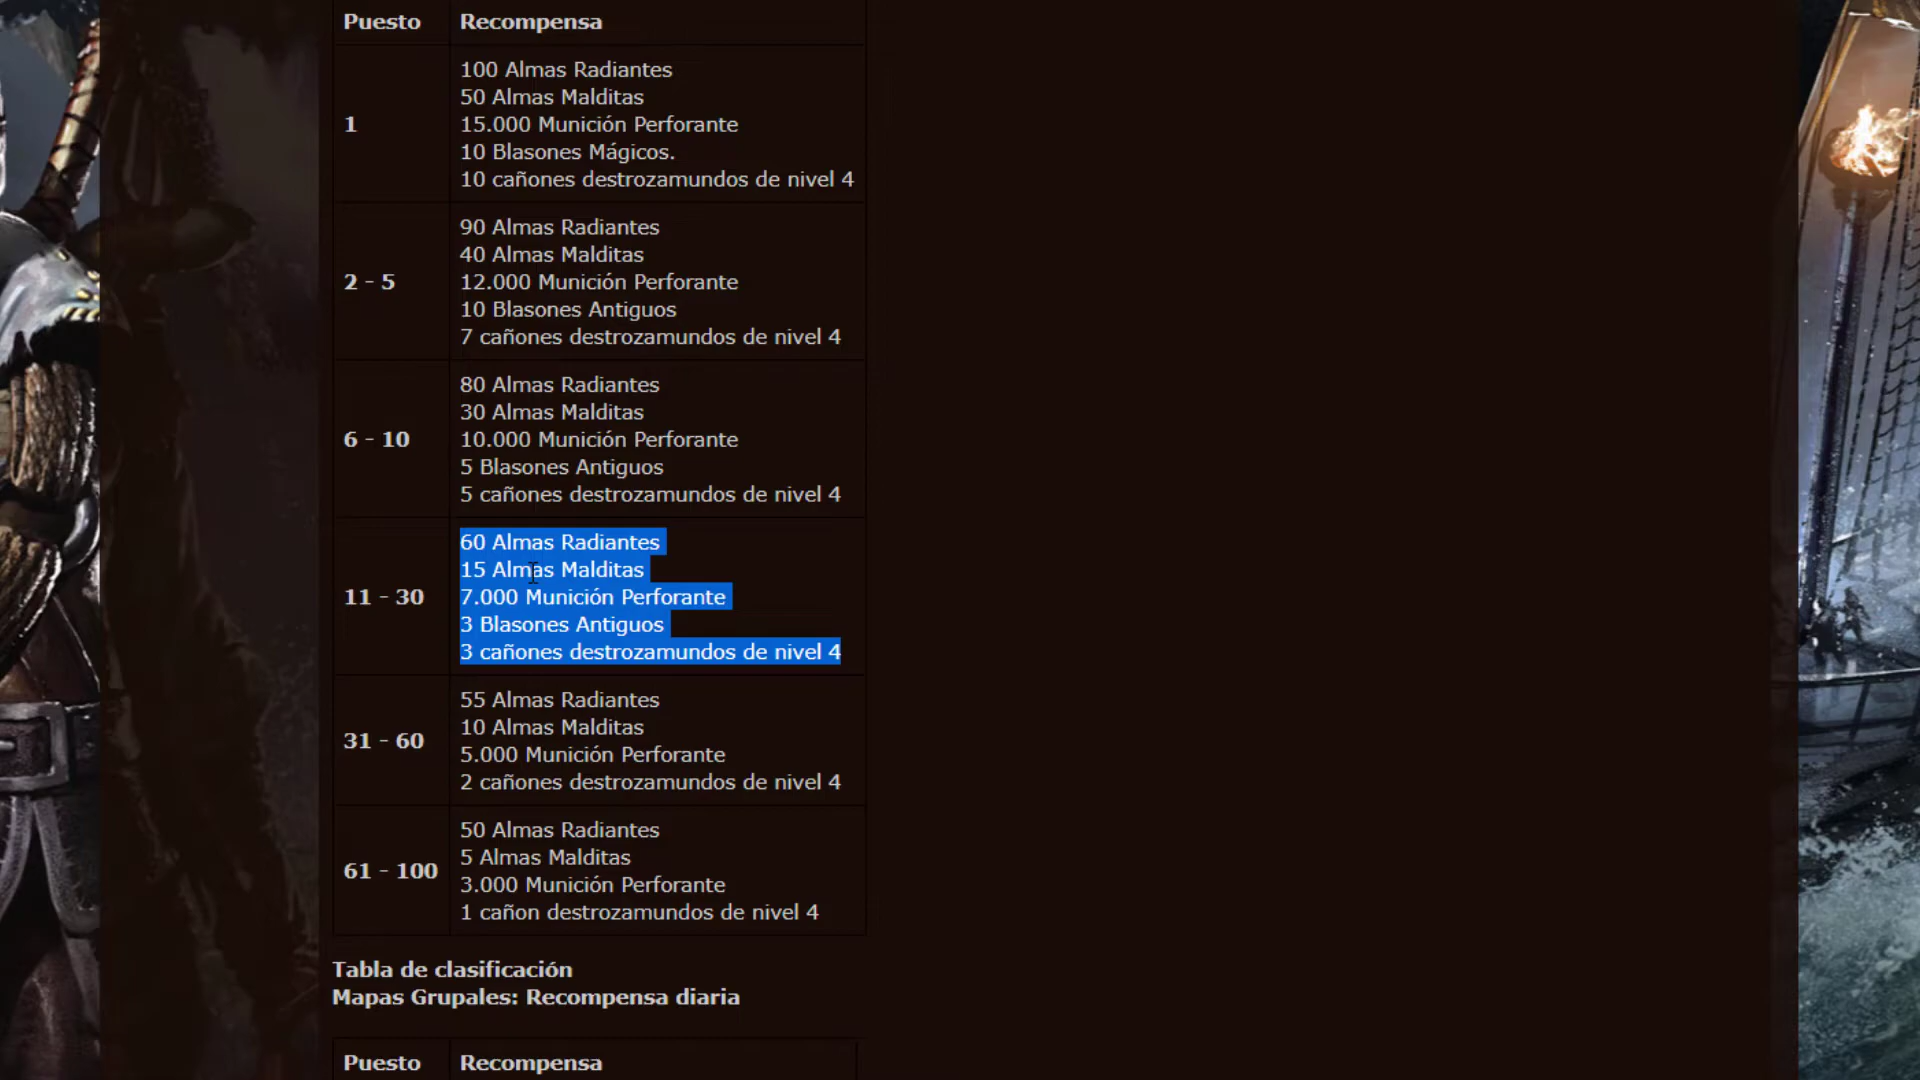 Puesto Recompensa
100 Almas Radiantes
50 Almas Malditas
1 15.000 Munición Perforante
10 Blasones Mágicos.
10 cañones destrozamundos de nivel 4
90 Almas Radiantes
40 Almas Malditas
2 - 5 12.000 Munición Perforante
10 Blasones Antiguos
7 cañones destrozamundos de nivel 4
80 Almas Radiantes
30 Almas Malditas
6 - 10 10.000 Munición Perforante
5 Blasones Antiguos
5 cañones destrozamundos de nivel 4
60 Almas Radiantes
15 Almas Malditas
11 - 30 7.000 Munición Perforante
3 Blasones Antiguos
3 cañones destrozamundos de nivel 4
55 Almas Radiantes
10 Almas Malditas
31 - 60
5.000 Munición Perforante
2 cañones destrozamundos de nivel 4
50 Almas Radiantes
5 Almas Malditas
61 - 100
3.000 Munición Perforante
1 cañon destrozamundos de nivel 4
Tabla de clasificación
Mapas Grupales: Recompensa diaria
Puesto Recompensa